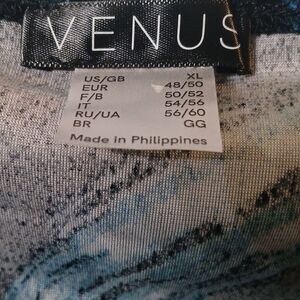 VENUS
US/GB XL
EUR 48/50
F/B 50/52
IT 54/56
RU/UA 56/60
BR GG
Made in Philippines